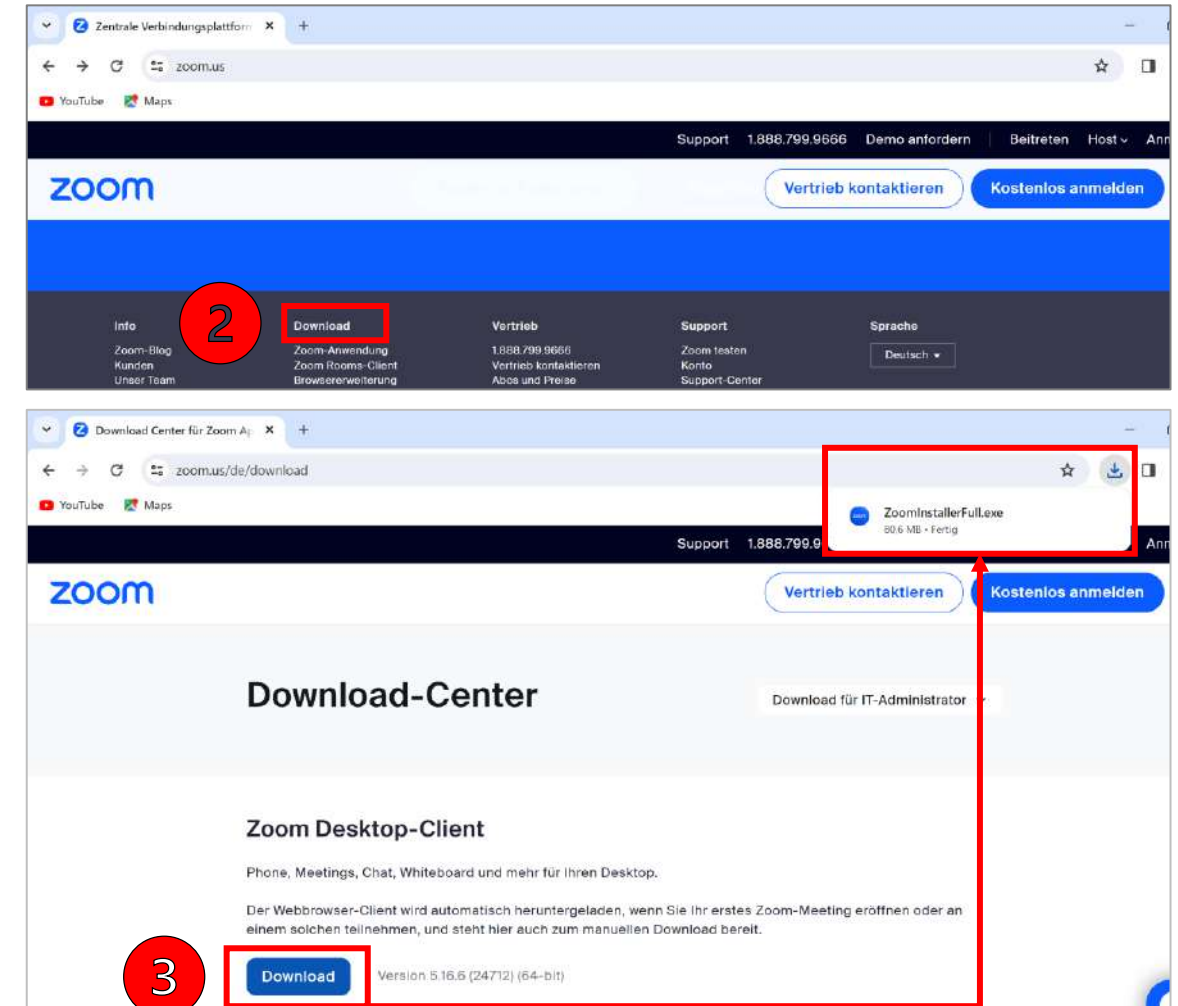 Zentrale Verbindungsplattform
zoom.us
YouTube Maps
Support 1.888.799.9666 Demo anfordern Beitreten Host
zoom Vertrieb kontaktieren Kostenlos anmelden
2
Info Download Vertrieb Support Sprache
Zoom-Blog Zoom-Anwendung 1.888.799.9666 Zoom testen Deutsch
Kunden Zoom Rooms-Client Vertrieb kontaktieren Konto
Unser Team Browsererweiterung Abos und Preise Support-Center
Download Center für Zoom Ap
zoom.us/de/download
YouTube Maps
ZoomInstallerFull.exe
80.6 MB • Fertig
Support 1.888.799.9
zoom Vertrieb kontaktieren Kostenlos anmelden
Download-Center Download für IT-Administrator
Zoom Desktop-Client
Phone, Meetings, Chat, Whiteboard und mehr für Ihren Desktop.
Der Webbrowser-Client wird automatisch heruntergeladen, wenn Sie Ihr erstes Zoom-Meeting eröffnen oder an
einem solchen teilnehmen, und steht hier auch zum manuellen Download bereit.
3 Download Version 5.16.6 (24712) (64-bit)